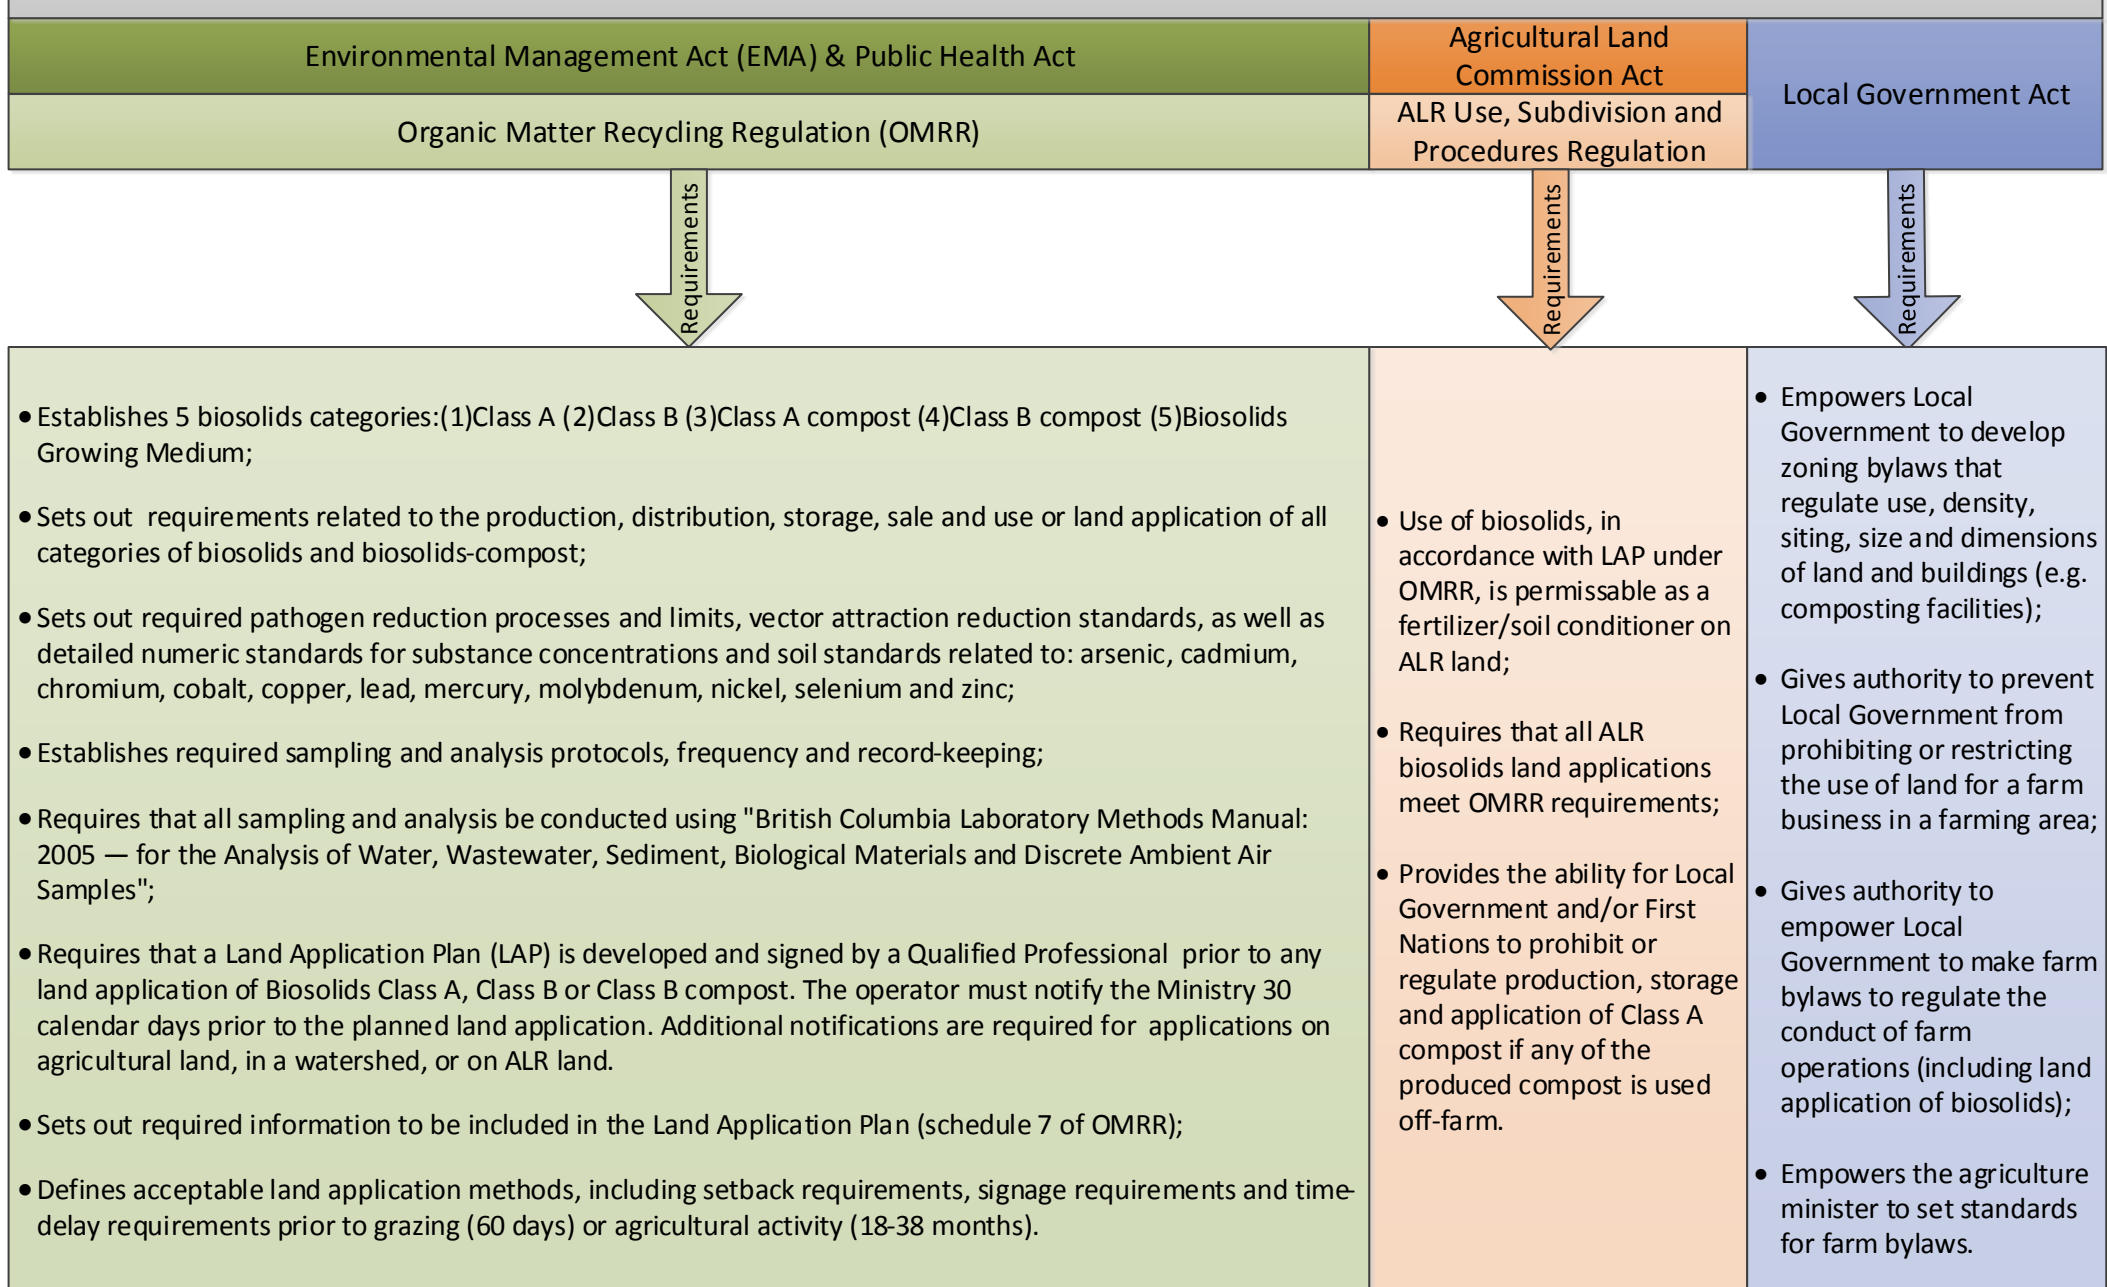 Environmental Management Act (EMA) & Public Health Act
Organic Matter Recycling Regulation (OMRR)
Agricultural Land
Commission Act
ALR Use, Subdivision and
Procedures Regulation
Local Government Act
Requirements
Requirements
Requirements
• Establishes 5 biosolids categories:(1)Class A (2)Class B (3)Class A compost (4)Class B compost (5)Biosolids
Growing Medium;
• Sets out requirements related to the production, distribution, storage, sale and use or land application of all
categories of biosolids and biosolids-compost;
• Sets out required pathogen reduction processes and limits, vector attraction reduction standards, as well as
detailed numeric standards for substance concentrations and soil standards related to: arsenic, cadmium,
chromium, cobalt, copper, lead, mercury, molybdenum, nickel, selenium and zinc;
• Establishes required sampling and analysis protocols, frequency and record-keeping;
• Requires that all sampling and analysis be conducted using "British Columbia Laboratory Methods Manual:
2005 — for the Analysis of Water, Wastewater, Sediment, Biological Materials and Discrete Ambient Air
Samples";
• Requires that a Land Application Plan (LAP) is developed and signed by a Qualified Professional prior to any
land application of Biosolids Class A, Class B or Class B compost. The operator must notify the Ministry 30
calendar days prior to the planned land application. Additional notifications are required for applications on
agricultural land, in a watershed, or on ALR land.
• Sets out required information to be included in the Land Application Plan (schedule 7 of OMRR);
• Defines acceptable land application methods, including setback requirements, signage requirements and time-
delay requirements prior to grazing (60 days) or agricultural activity (18-38 months).
• Use of biosolids, in
accordance with LAP under
OMRR, is permissable as a
fertilizer/soil conditioner on
ALR land;
• Requires that all ALR
biosolids land applications
meet OMRR requirements;
• Provides the ability for Local
Government and/or First
Nations to prohibit or
regulate production, storage
and application of Class A
compost if any of the
produced compost is used
off-farm.
• Empowers Local
Government to develop
zoning bylaws that
regulate use, density,
siting, size and dimensions
of land and buildings (e.g.
composting facilities);
• Gives authority to prevent
Local Government from
prohibiting or restricting
the use of land for a farm
business in a farming area;
• Gives authority to
empower Local
Government to make farm
bylaws to regulate the
conduct of farm
operations (including land
application of biosolids);
• Empowers the agriculture
minister to set standards
for farm bylaws.